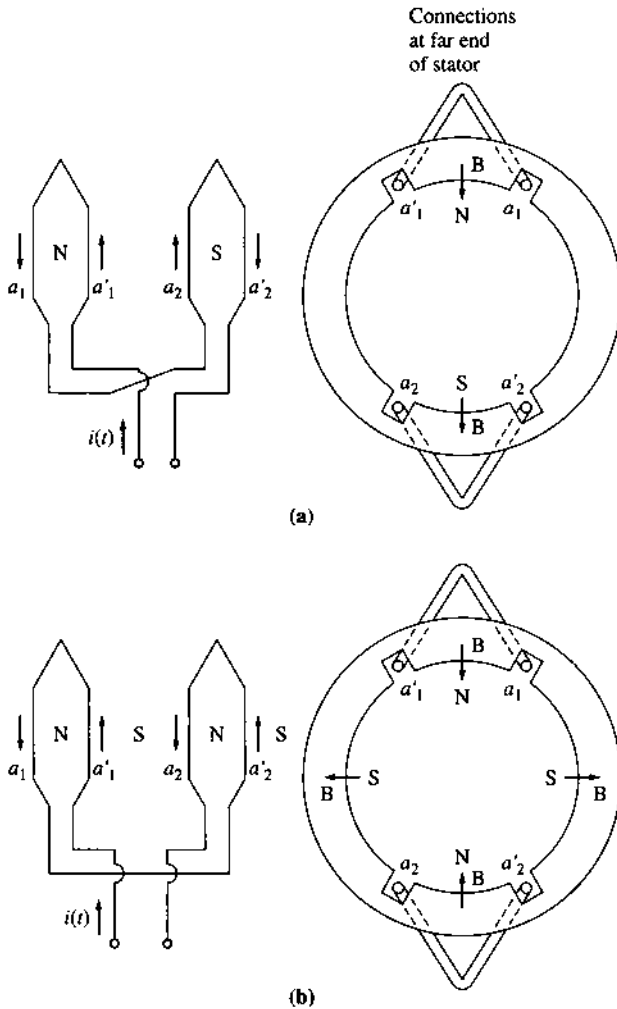 Connections
at far end
of stator
B
a'1
N
a1
N
S
a1
a'1
a2
a'2
a2
S
a'2
B
i(t)
(a)
B
a'1
N
a1
N
S
N
S
a1
a'1
a2
a'2
S
S
B
B
a2
N
a'2
B
i(t)
(b)